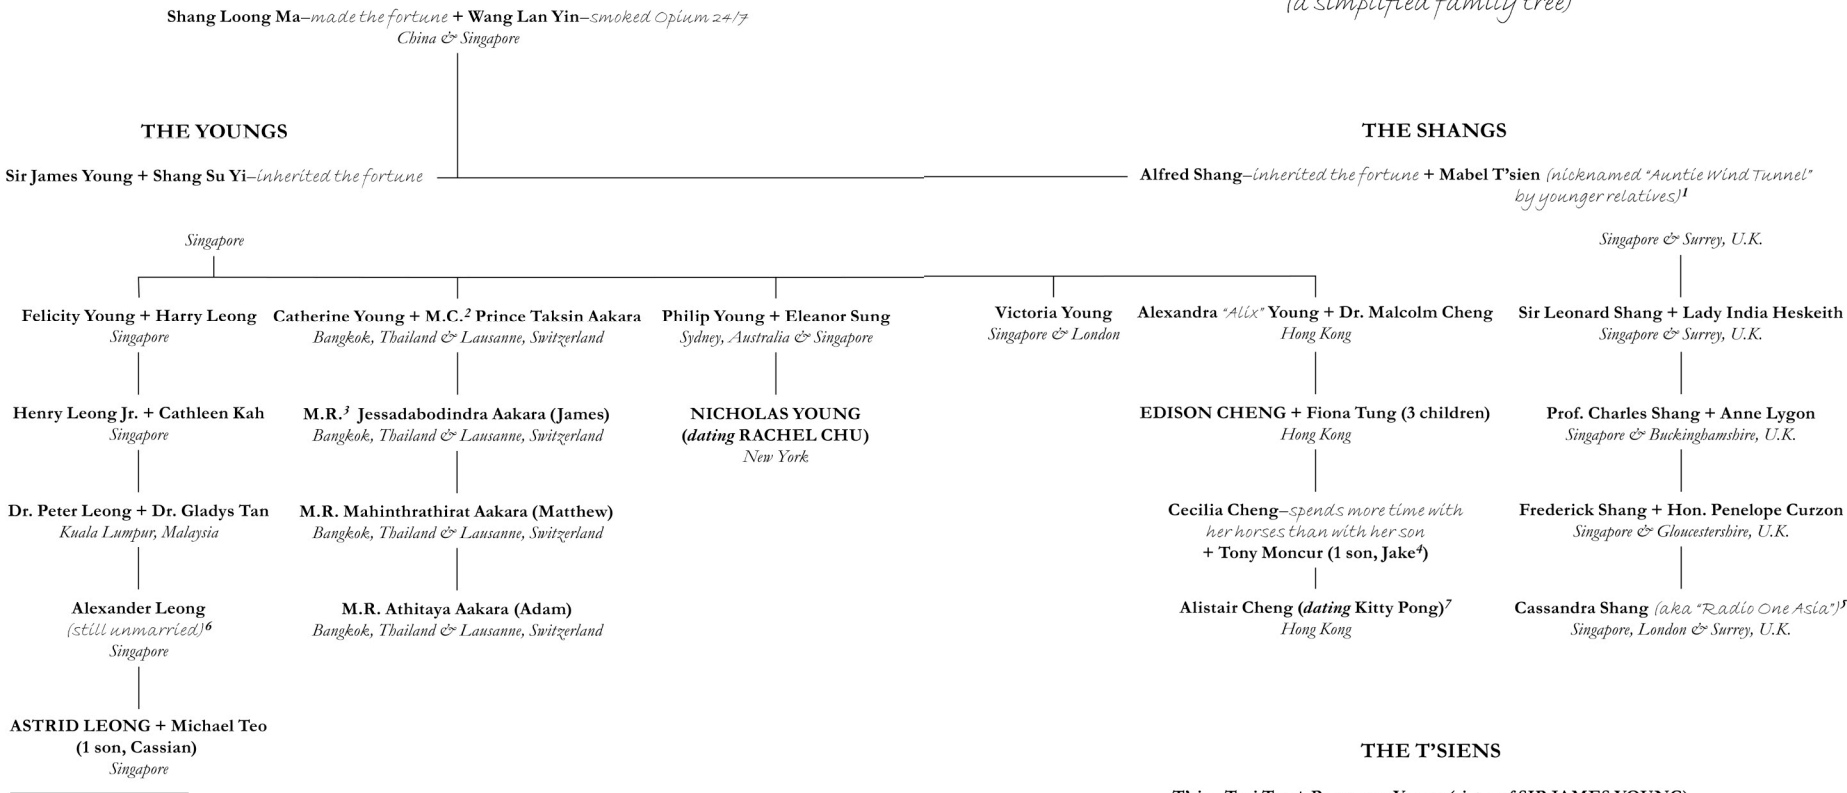 (a simplified family tree)
Shang Loong Ma–made the fortune + Wang Lan Yin–smoked Opium 24/7
China & Singapore
THE YOUNGS
Sir James Young + Shang Su Yi–inherited the fortune
Singapore
THE SHANGS
Alfred Shang–inherited the fortune + Mabel T’sien (nicknamed “Auntie Wind Tunnel”
by younger relatives)1
Singapore & Surrey, U.K.
Felicity Young + Harry Leong
Singapore
Henry Leong Jr. + Cathleen Kah
Singapore
Dr. Peter Leong + Dr. Gladys Tan
Kuala Lumpur, Malaysia
Alexander Leong
(still unmarried)6
Singapore
ASTRID LEONG + Michael Teo
(1 son, Cassian)
Singapore
Catherine Young + M.C.2 Prince Taksin Aakara
Bangkok, Thailand & Lausanne, Switzerland
M.R.3 Jessadabodindra Aakara (James)
Bangkok, Thailand & Lausanne, Switzerland
M.R. Mahinthrathirat Aakara (Matthew)
Bangkok, Thailand & Lausanne, Switzerland
M.R. Athitaya Aakara (Adam)
Bangkok, Thailand & Lausanne, Switzerland
Philip Young + Eleanor Sung
Sydney, Australia & Singapore
NICHOLAS YOUNG
(dating RACHEL CHU)
New York
Victoria Young
Singapore & London
Alexandra “Alix” Young + Dr. Malcolm Cheng
Hong Kong
EDISON CHENG + Fiona Tung (3 children)
Hong Kong
Cecilia Cheng–spends more time with
her horses than with her son
+ Tony Moncur (1 son, Jake4)
Alistair Cheng (dating Kitty Pong)7
Hong Kong
Sir Leonard Shang + Lady India Heskeith
Singapore & Surrey, U.K.
Prof. Charles Shang + Anne Lygon
Singapore & Buckinghamshire, U.K.
Frederick Shang + Hon. Penelope Curzon
Singapore & Gloucestershire, U.K.
Cassandra Shang (aka “Radio One Asia”)5
Singapore, London & Surrey, U.K.
THE T’SIENS